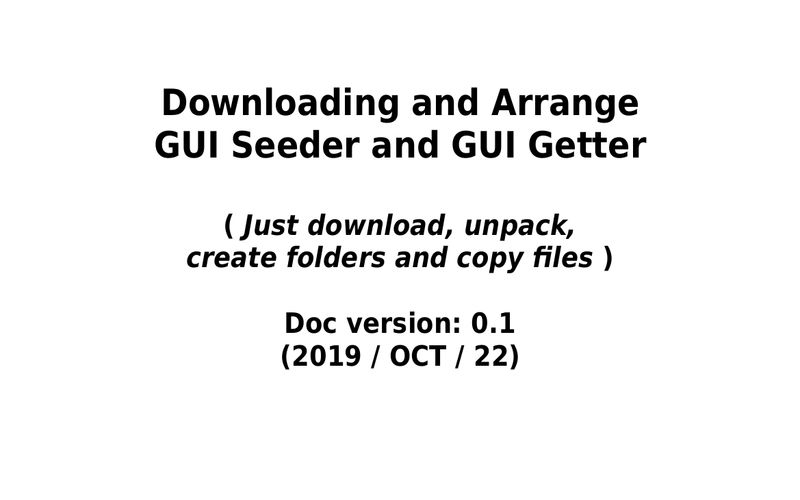 Downloading and Arrange
GUI Seeder and GUI Getter
( Just download, unpack,
create folders and copy files )
Doc version: 0.1
(2019 / OCT / 22)